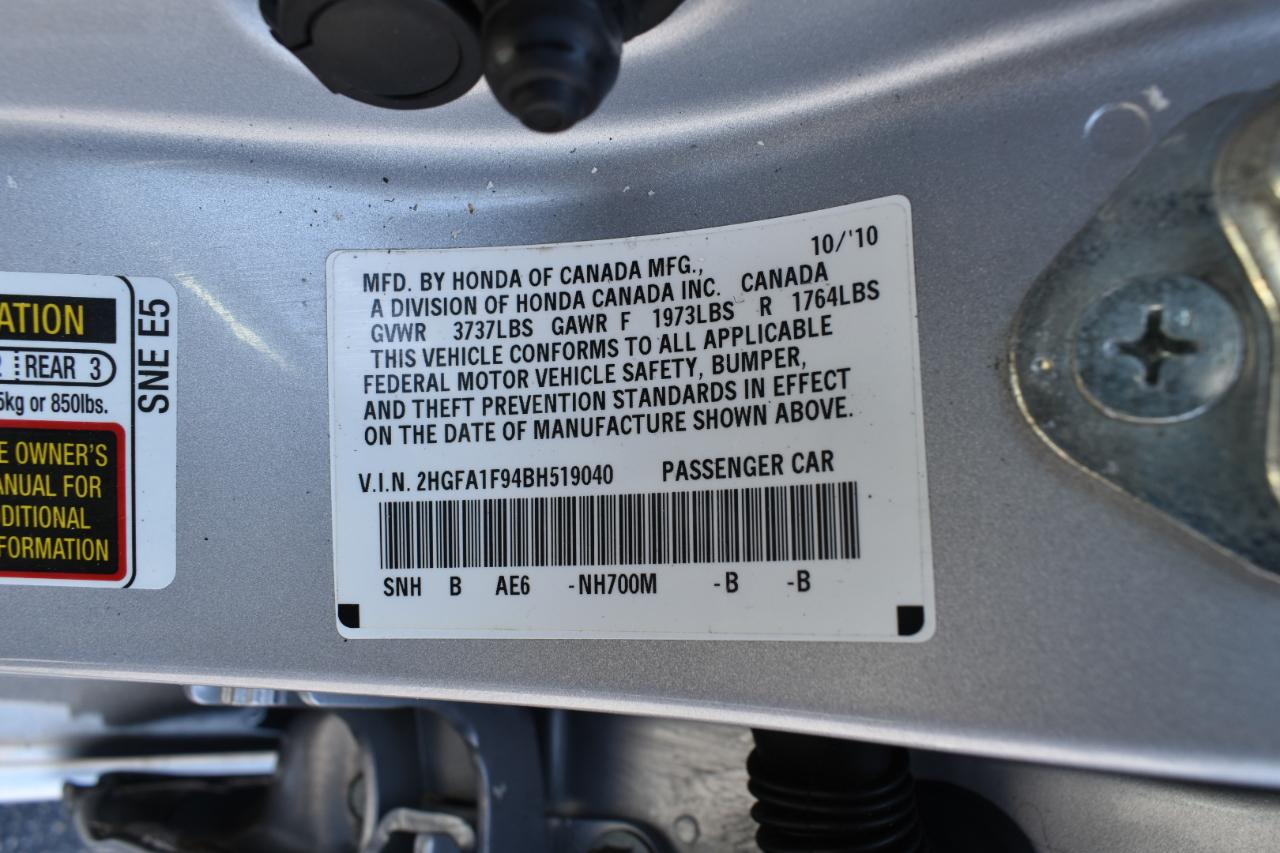 ATION
2 REAR 3
5kg or 850lbs.
E OWNER'S
ANUAL FOR
DITIONAL
FORMATION
SNE E5
10/'10
MFD. BY HONDA OF CANADA MFG.,
A DIVISION OF HONDA CANADA INC. CANADA
GVWR 3737LBS GAWR F 1973LBS R 1764LBS
THIS VEHICLE CONFORMS TO ALL APPLICABLE
FEDERAL MOTOR VEHICLE SAFETY, BUMPER,
AND THEFT PREVENTION STANDARDS IN EFFECT
ON THE DATE OF MANUFACTURE SHOWN ABOVE.
V.I.N. 2HGFA1F94BH519040 PASSENGER CAR
SNH B AE6 -NH700M -B -B